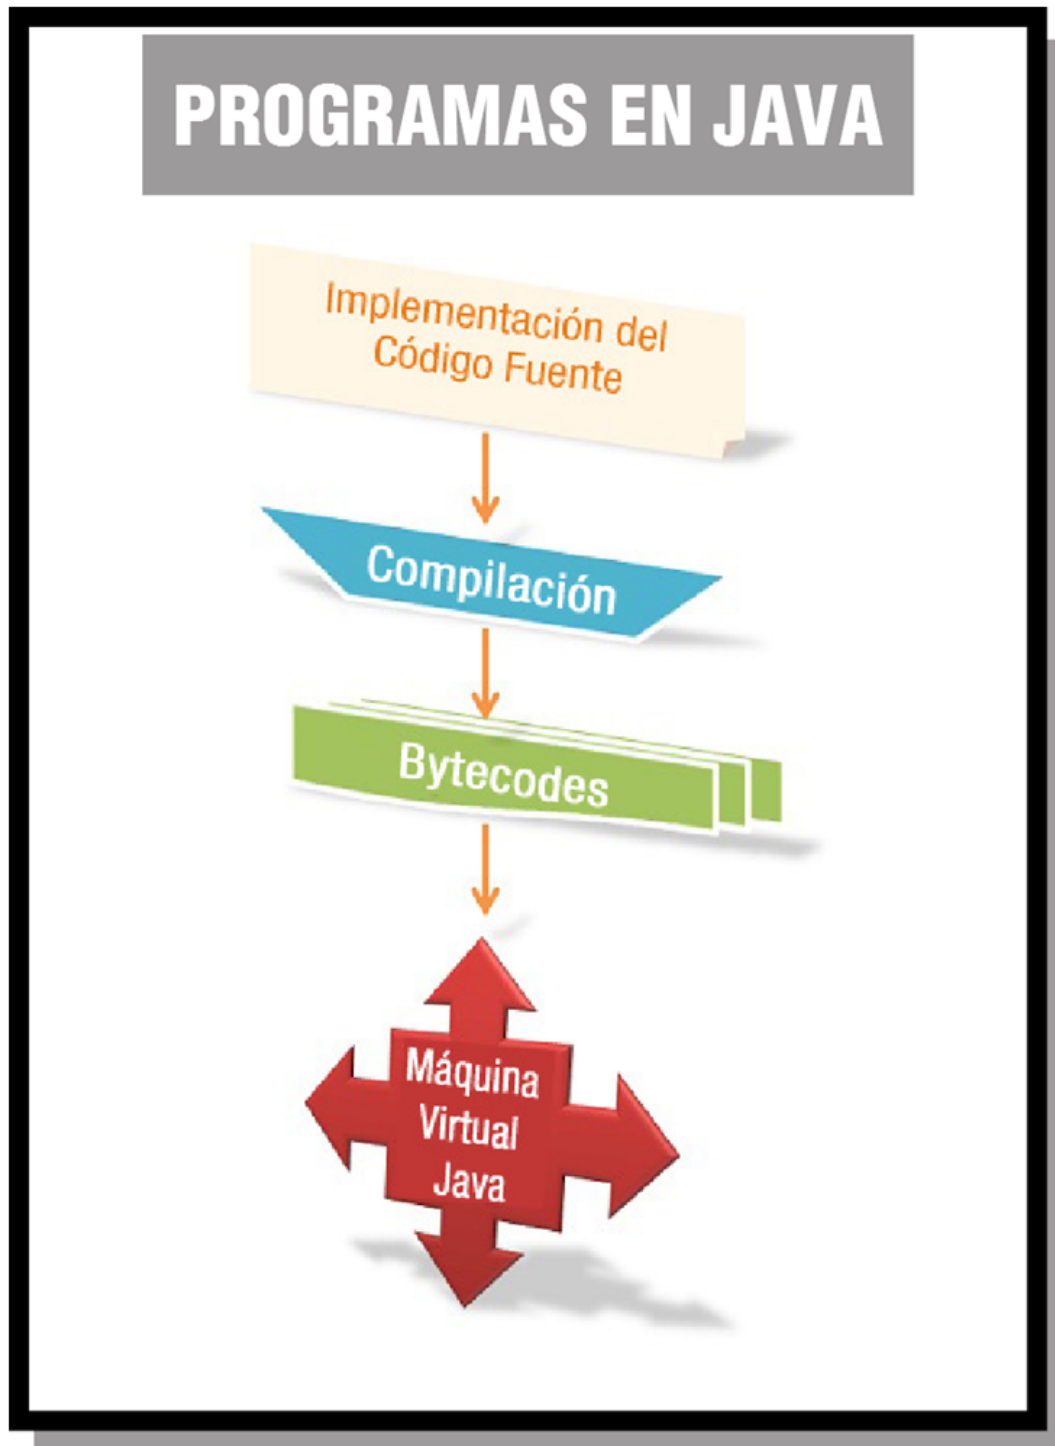 PROGRAMAS EN JAVA
Implementación del
Código Fuente
Compilación
Bytecodes
Máquina
Virtual
Java